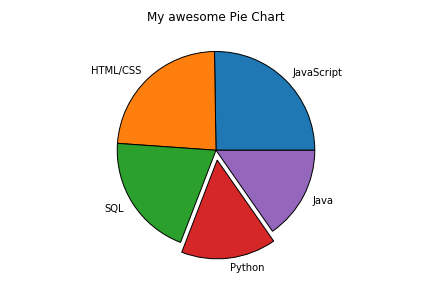 My awesome Pie Chart
HTML/CSS
JavaScript
SQL
Java
Python